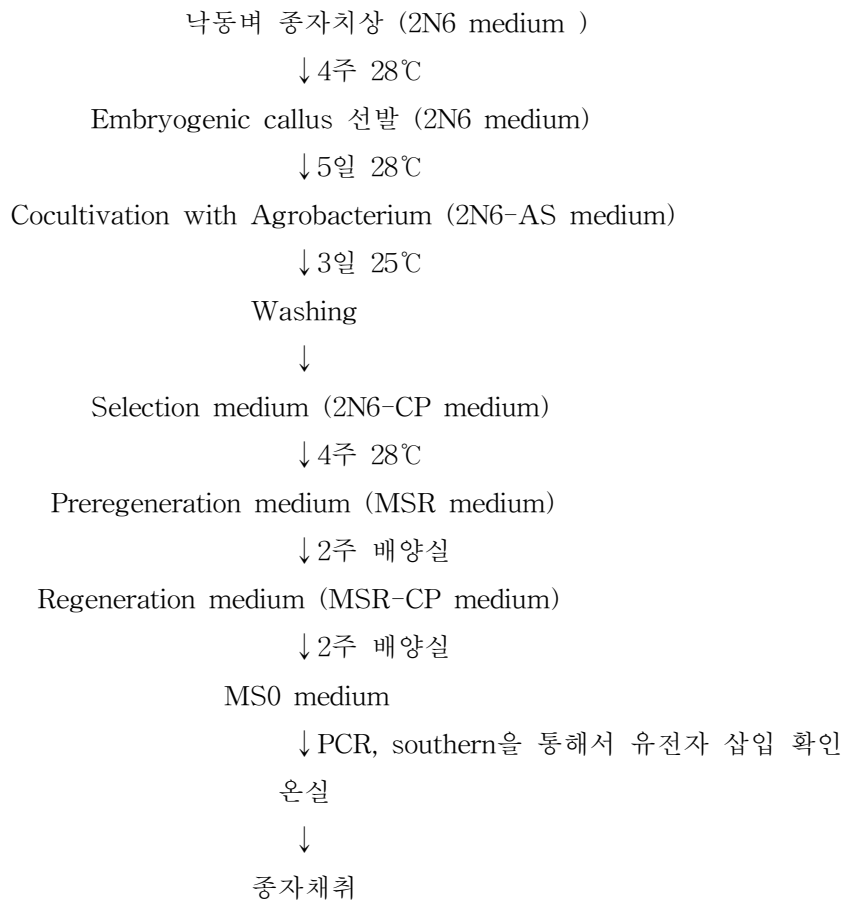 낙동벼 종자치상 (2N6 medium )
↓4주 28℃
Embryogenic callus 선발 (2N6 medium)
↓5일 28℃
Cocultivation with Agrobacterium (2N6-AS medium)
↓3일 25℃
Washing
↓
Selection medium (2N6-CP medium)
↓4주 28℃
Preregeneration medium (MSR medium)
↓2주 배양실
Regeneration medium (MSR-CP medium)
↓2주 배양실
MS0 medium
↓PCR, southern을 통해서 유전자 삽입 확인
온실
↓
종자채취